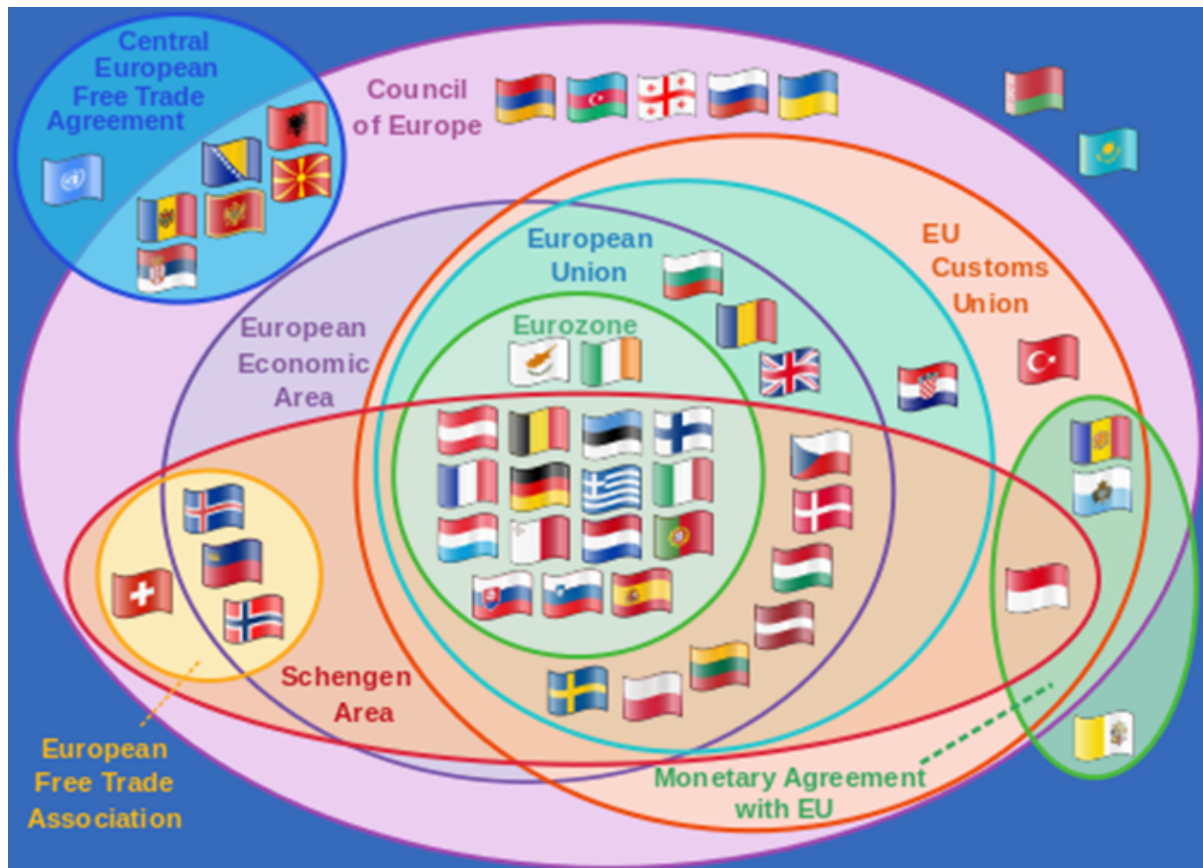 Central
European
Free Trade
Agreement
Council
of Europe
European
Union
EU
Customs
Union
European
Economic
Area
Eurozone
Schengen
Area
European
Free Trade
Association
Monetary Agreement
with EU